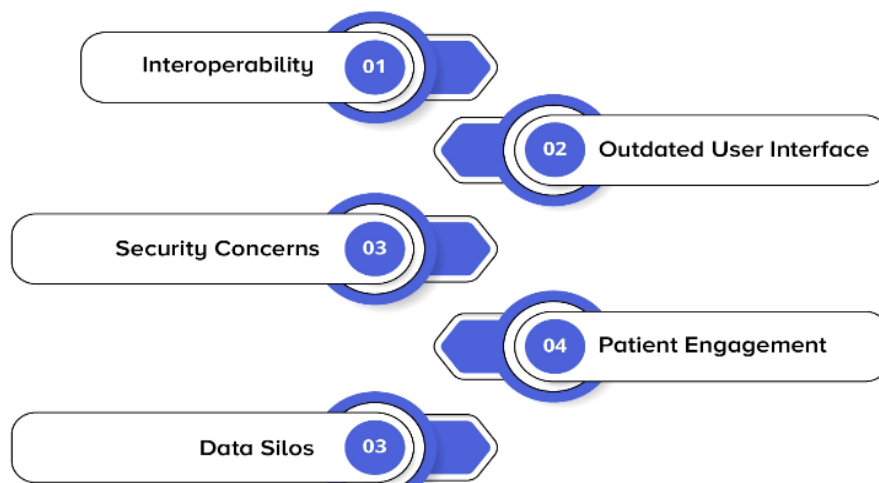 Interoperability 01
02 Outdated User Interface
Security Concerns 03
04 Patient Engagement
Data Silos 03